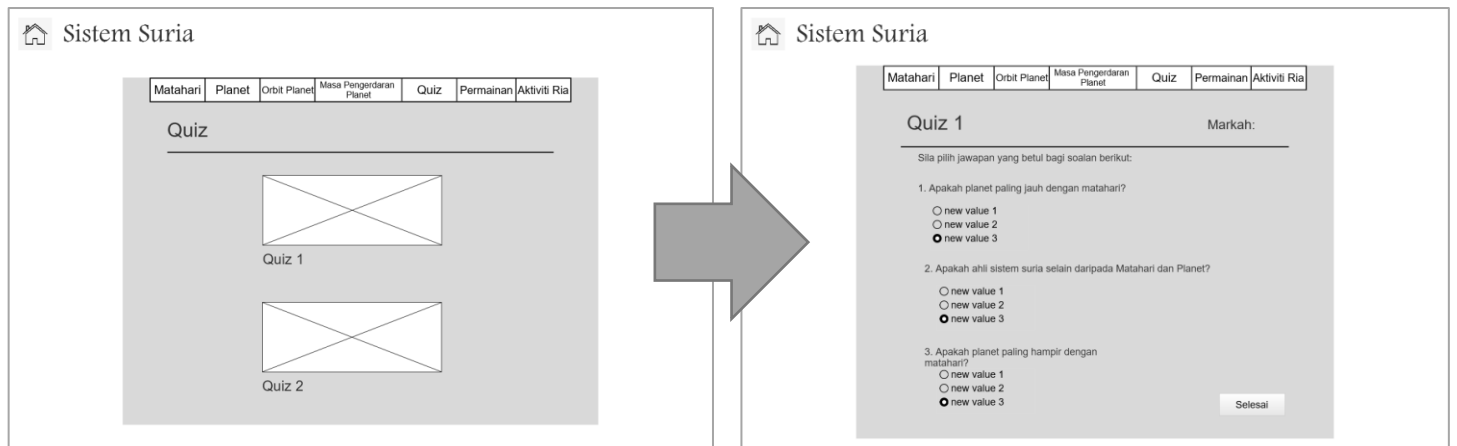 Sistem Suria
Matahari Planet Orbit Planet Masa Pengerdaran Planet Quiz Permainan Aktiviti Ria
Quiz
Quiz 1
Quiz 2
Sistem Suria
Matahari Planet Orbit Planet Masa Pengerdaran Planet Quiz Permainan Aktiviti Ria
Quiz 1 Markah:
Sila pilih jawapan yang betul bagi soalan berikut:
1. Apakah planet paling jauh dengan matahari?
new value 1
new value 2
new value 3
2. Apakah ahli sistem suria selain daripada Matahari dan Planet?
new value 1
new value 2
new value 3
3. Apakah planet paling hampir dengan
matahari?
new value 1
new value 2
new value 3
Selesai